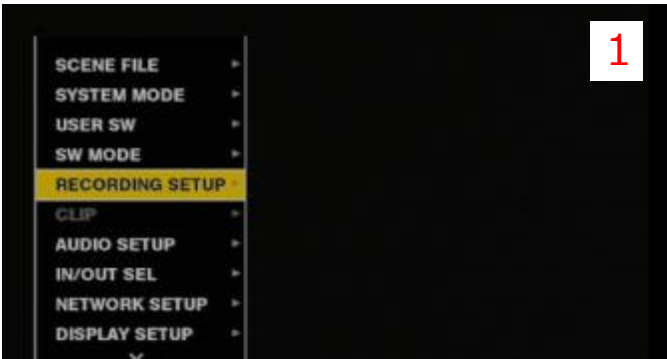 1
SCENE FILE
SYSTEM MODE
USER SW
SW MODE
RECORDING SETUP
CLIP
AUDIO SETUP
IN/OUT SEL
NETWORK SETUP
DISPLAY SETUP